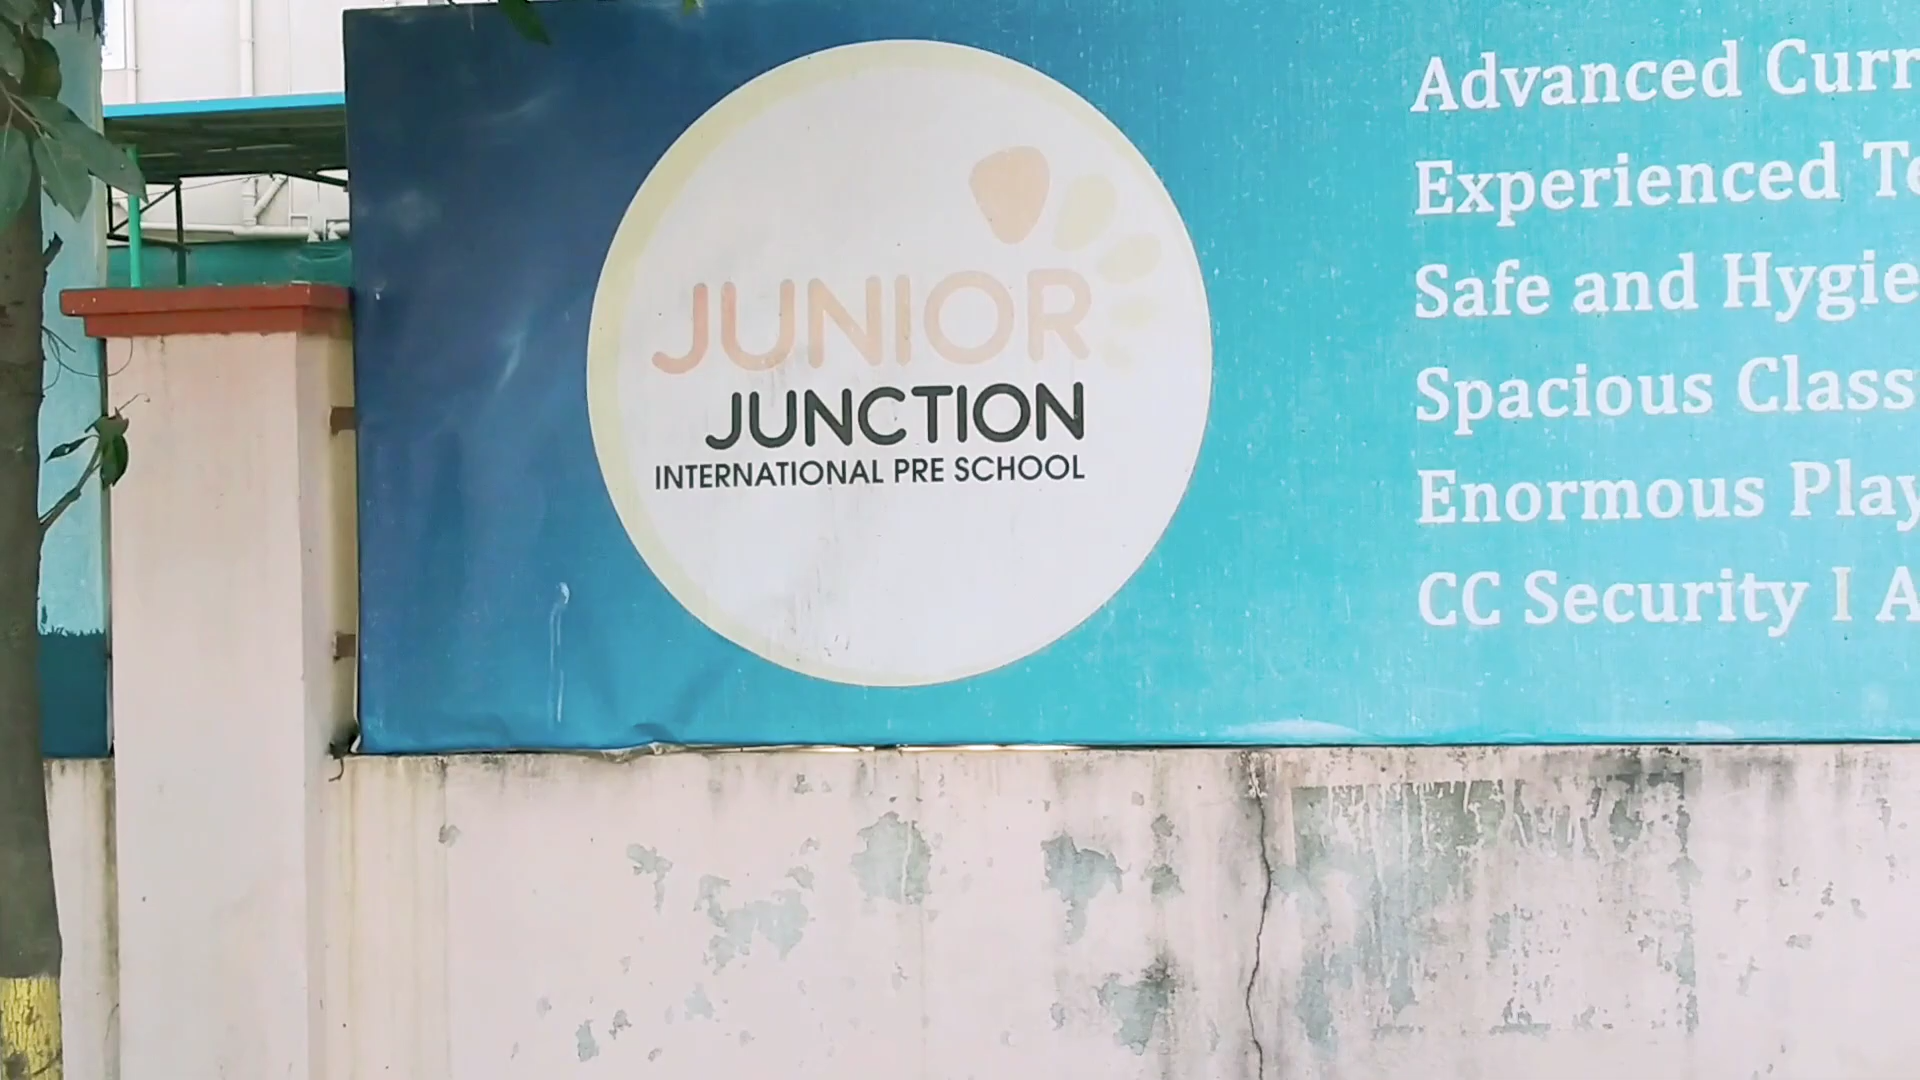 JUNIOR
JUNCTION
INTERNATIONAL PRE SCHOOL
Advanced
Experienced
Safe and
Spacious
Enormous
CC Security I